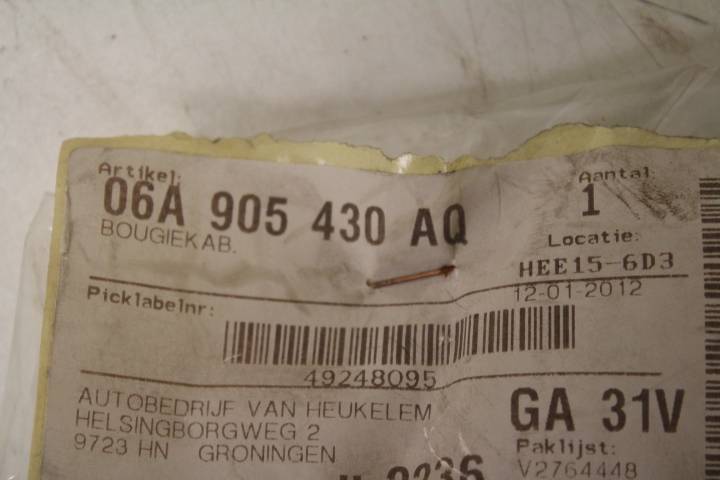 Artikel: Aantal:
06A 905 430 AQ 1
BOUGIEKAB. Locatie:
HEE15-6D3
Picklabelnr: 12-01-2012
49248095
AUTOBEDRIJF VAN HEUKELEM GA 31V
HELSINGBORGWEG 2
9723 HN GRONINGEN Paklijst:
V2764448